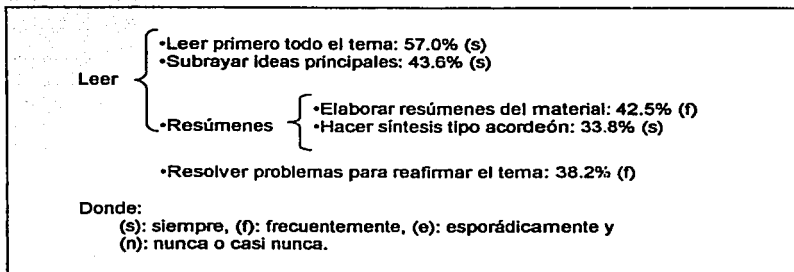 •Leer primero todo el tema: 57.0% (s)
•Subrayar ideas principales: 43.6% (s)
Leer
•Elaborar resúmenes del material: 42.5% (f)
•Resúmenes
•Hacer síntesis tipo acordeón: 33.8% (s)
•Resolver problemas para reafirmar el tema: 38.2% (f)
Donde:
(s): siempre, (f): frecuentemente, (e): esporádicamente y
(n): nunca o casi nunca.